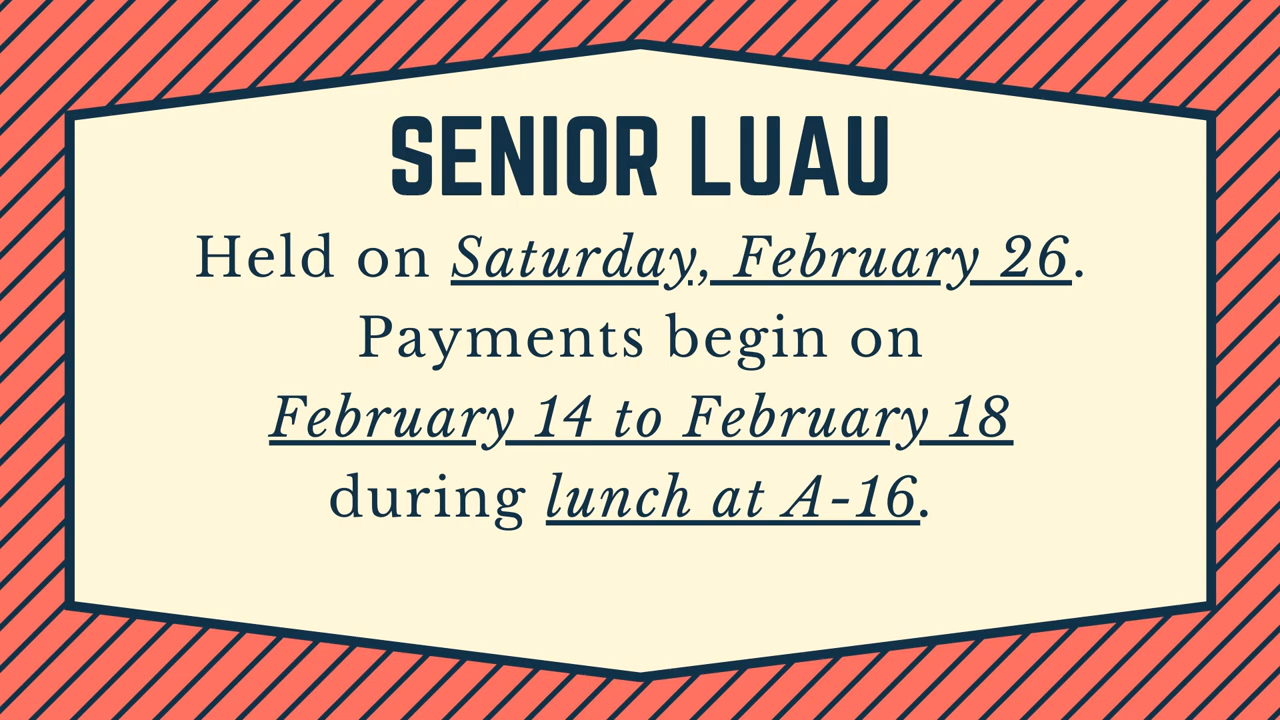 SENIOR LUAU
Held on Saturday, February 26.
Payments begin on
February 14 to February 18
during lunch at A-16.